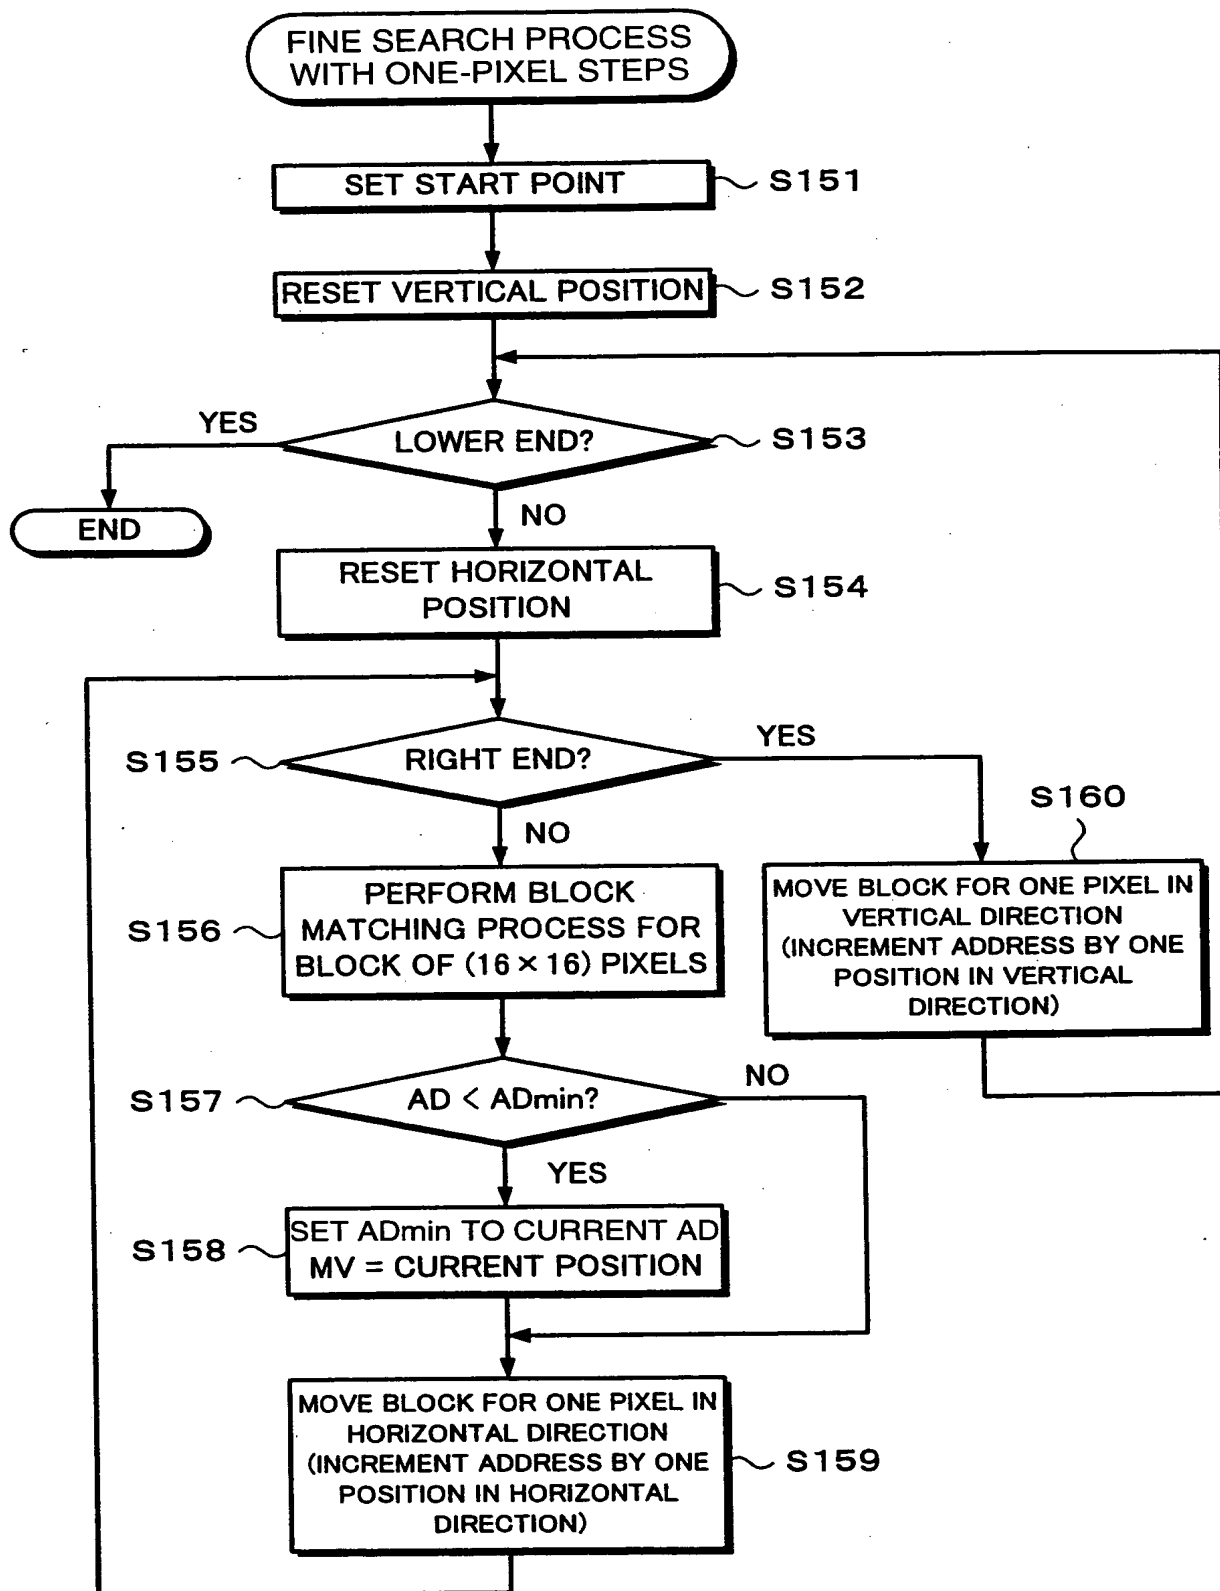 FINE SEARCH PROCESS
WITH ONE-PIXEL STEPS
SET START POINT
S151
RESET VERTICAL POSITION
S152
YES
LOWER END?
S153
END
NO
RESET HORIZONTAL
POSITION
S154
S155
RIGHT END?
YES
NO
S160
PERFORM BLOCK
MATCHING PROCESS FOR
BLOCK OF (16 × 16) PIXELS
S156
MOVE BLOCK FOR ONE PIXEL IN
VERTICAL DIRECTION
(INCREMENT ADDRESS BY ONE
POSITION IN VERTICAL
DIRECTION)
S157
AD < ADmin?
NO
YES
S158
SET ADmin TO CURRENT AD
MV = CURRENT POSITION
MOVE BLOCK FOR ONE PIXEL IN
HORIZONTAL DIRECTION
(INCREMENT ADDRESS BY ONE
POSITION IN HORIZONTAL
DIRECTION)
S159